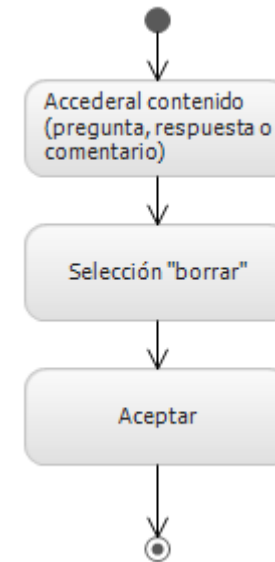 Accederal contenido
(pregunta, respuesta o
comentario)
Selección "borrar"
Aceptar